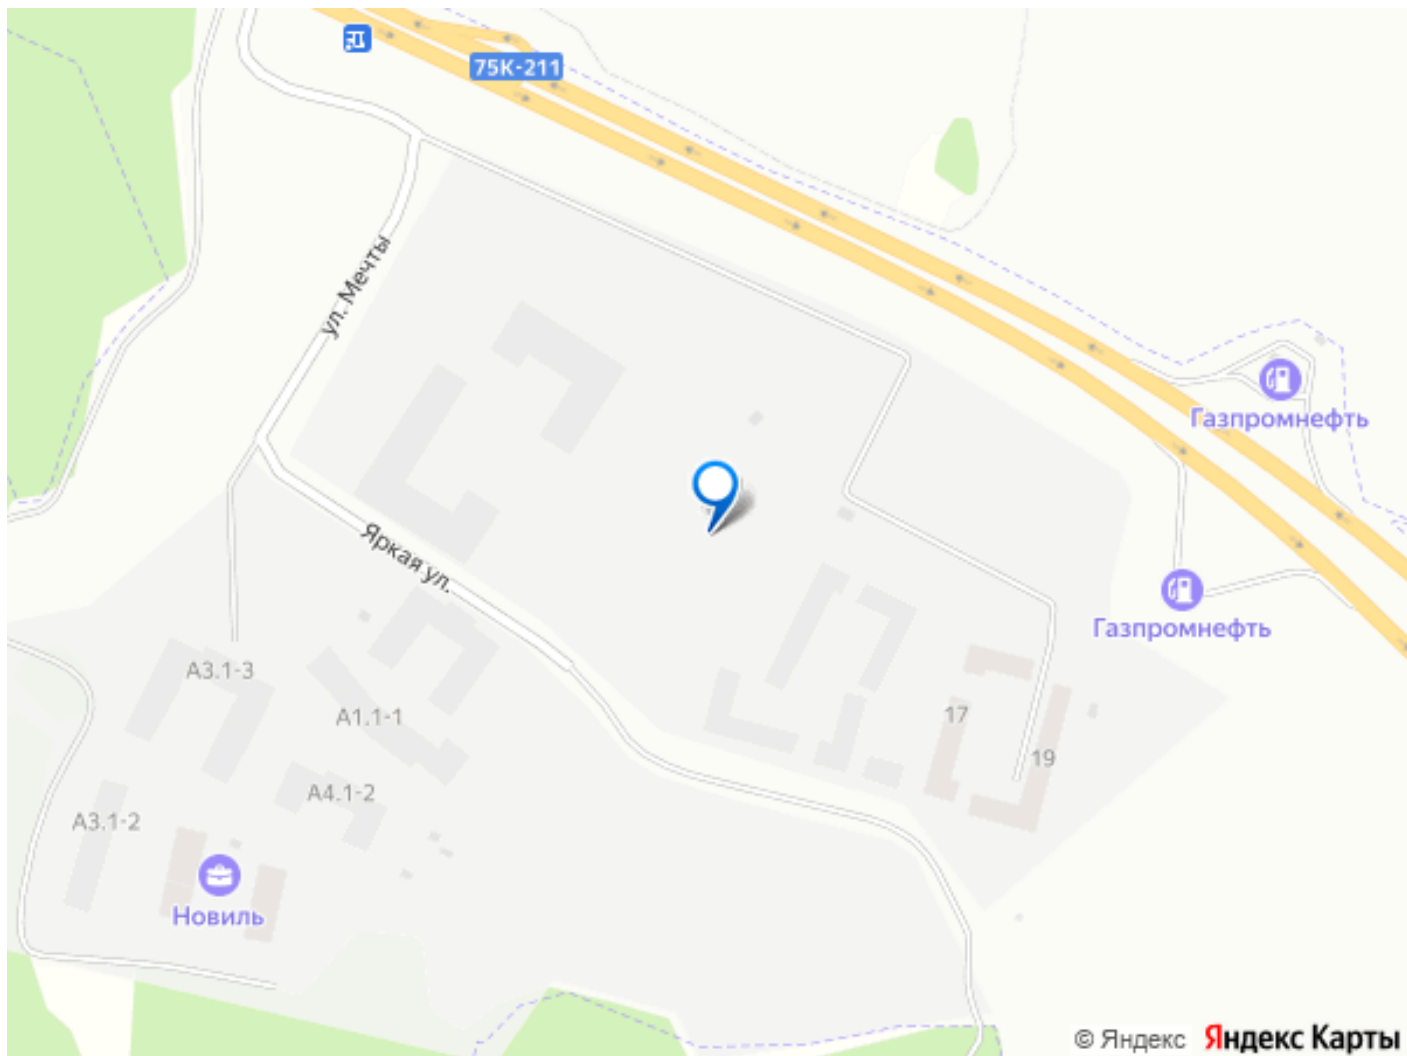 75К-211
ул. Мечты
Газпромнефть
Яркая ул.
Газпромнефть
А3.1-3
А1.1-1
17
19
А4.1-2
А3.1-2
Новиль
© Яндекс Яндекс Карты